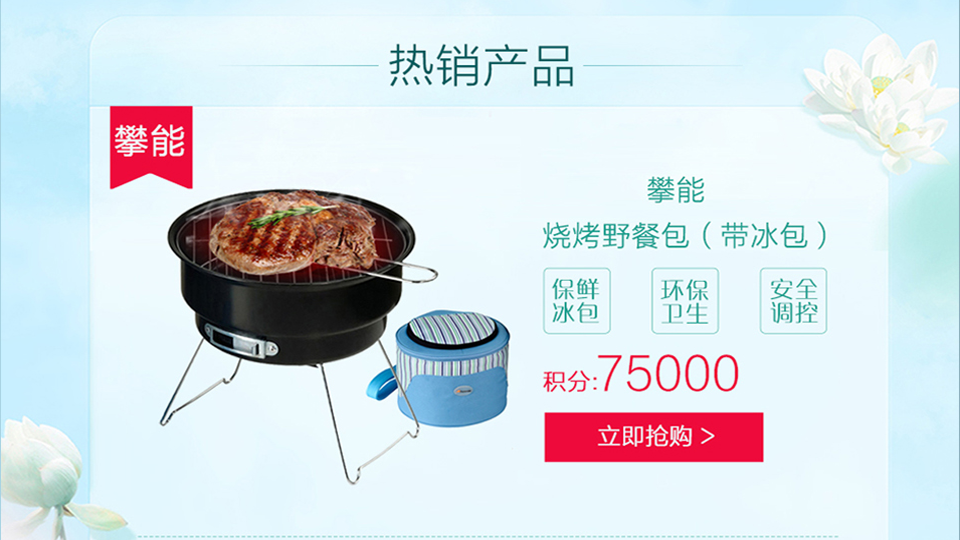 热销产品
攀能
攀能
烧烤野餐包（带冰包）
保鲜
冰包
环保
卫生
安全
调控
积分:75000
立即抢购 >